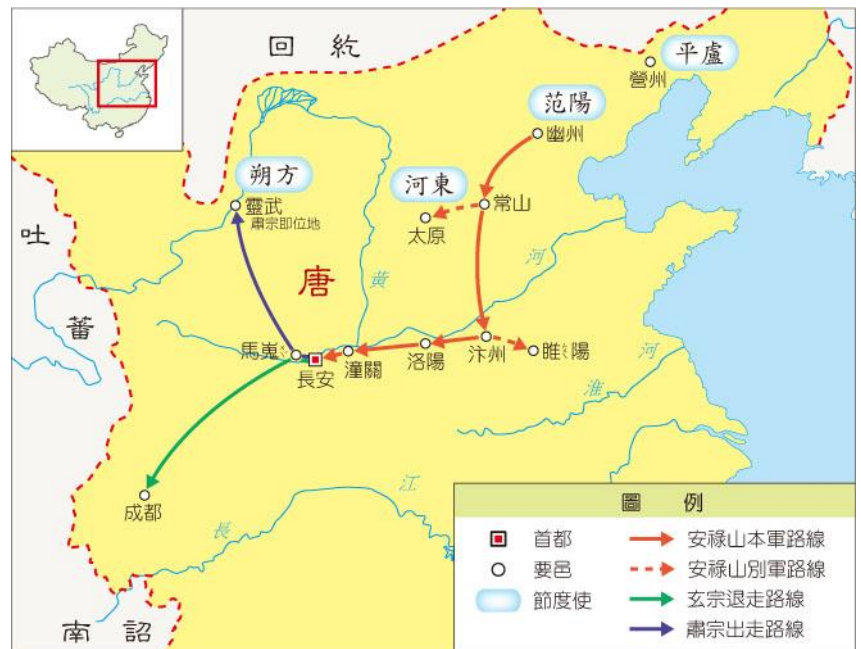 回紇
平盧
營州
范陽
幽州
朔方
河東
常山
靈武
肅宗即位地
太原
吐蕃
唐
黃
河
馬嵬
長安
潼關
洛陽
汴州
睢陽
淮
河
成都
長
江
南詔
圖例
首都
安祿山本軍路線
要邑
安祿山別軍路線
節度使
玄宗退走路線
肅宗出走路線